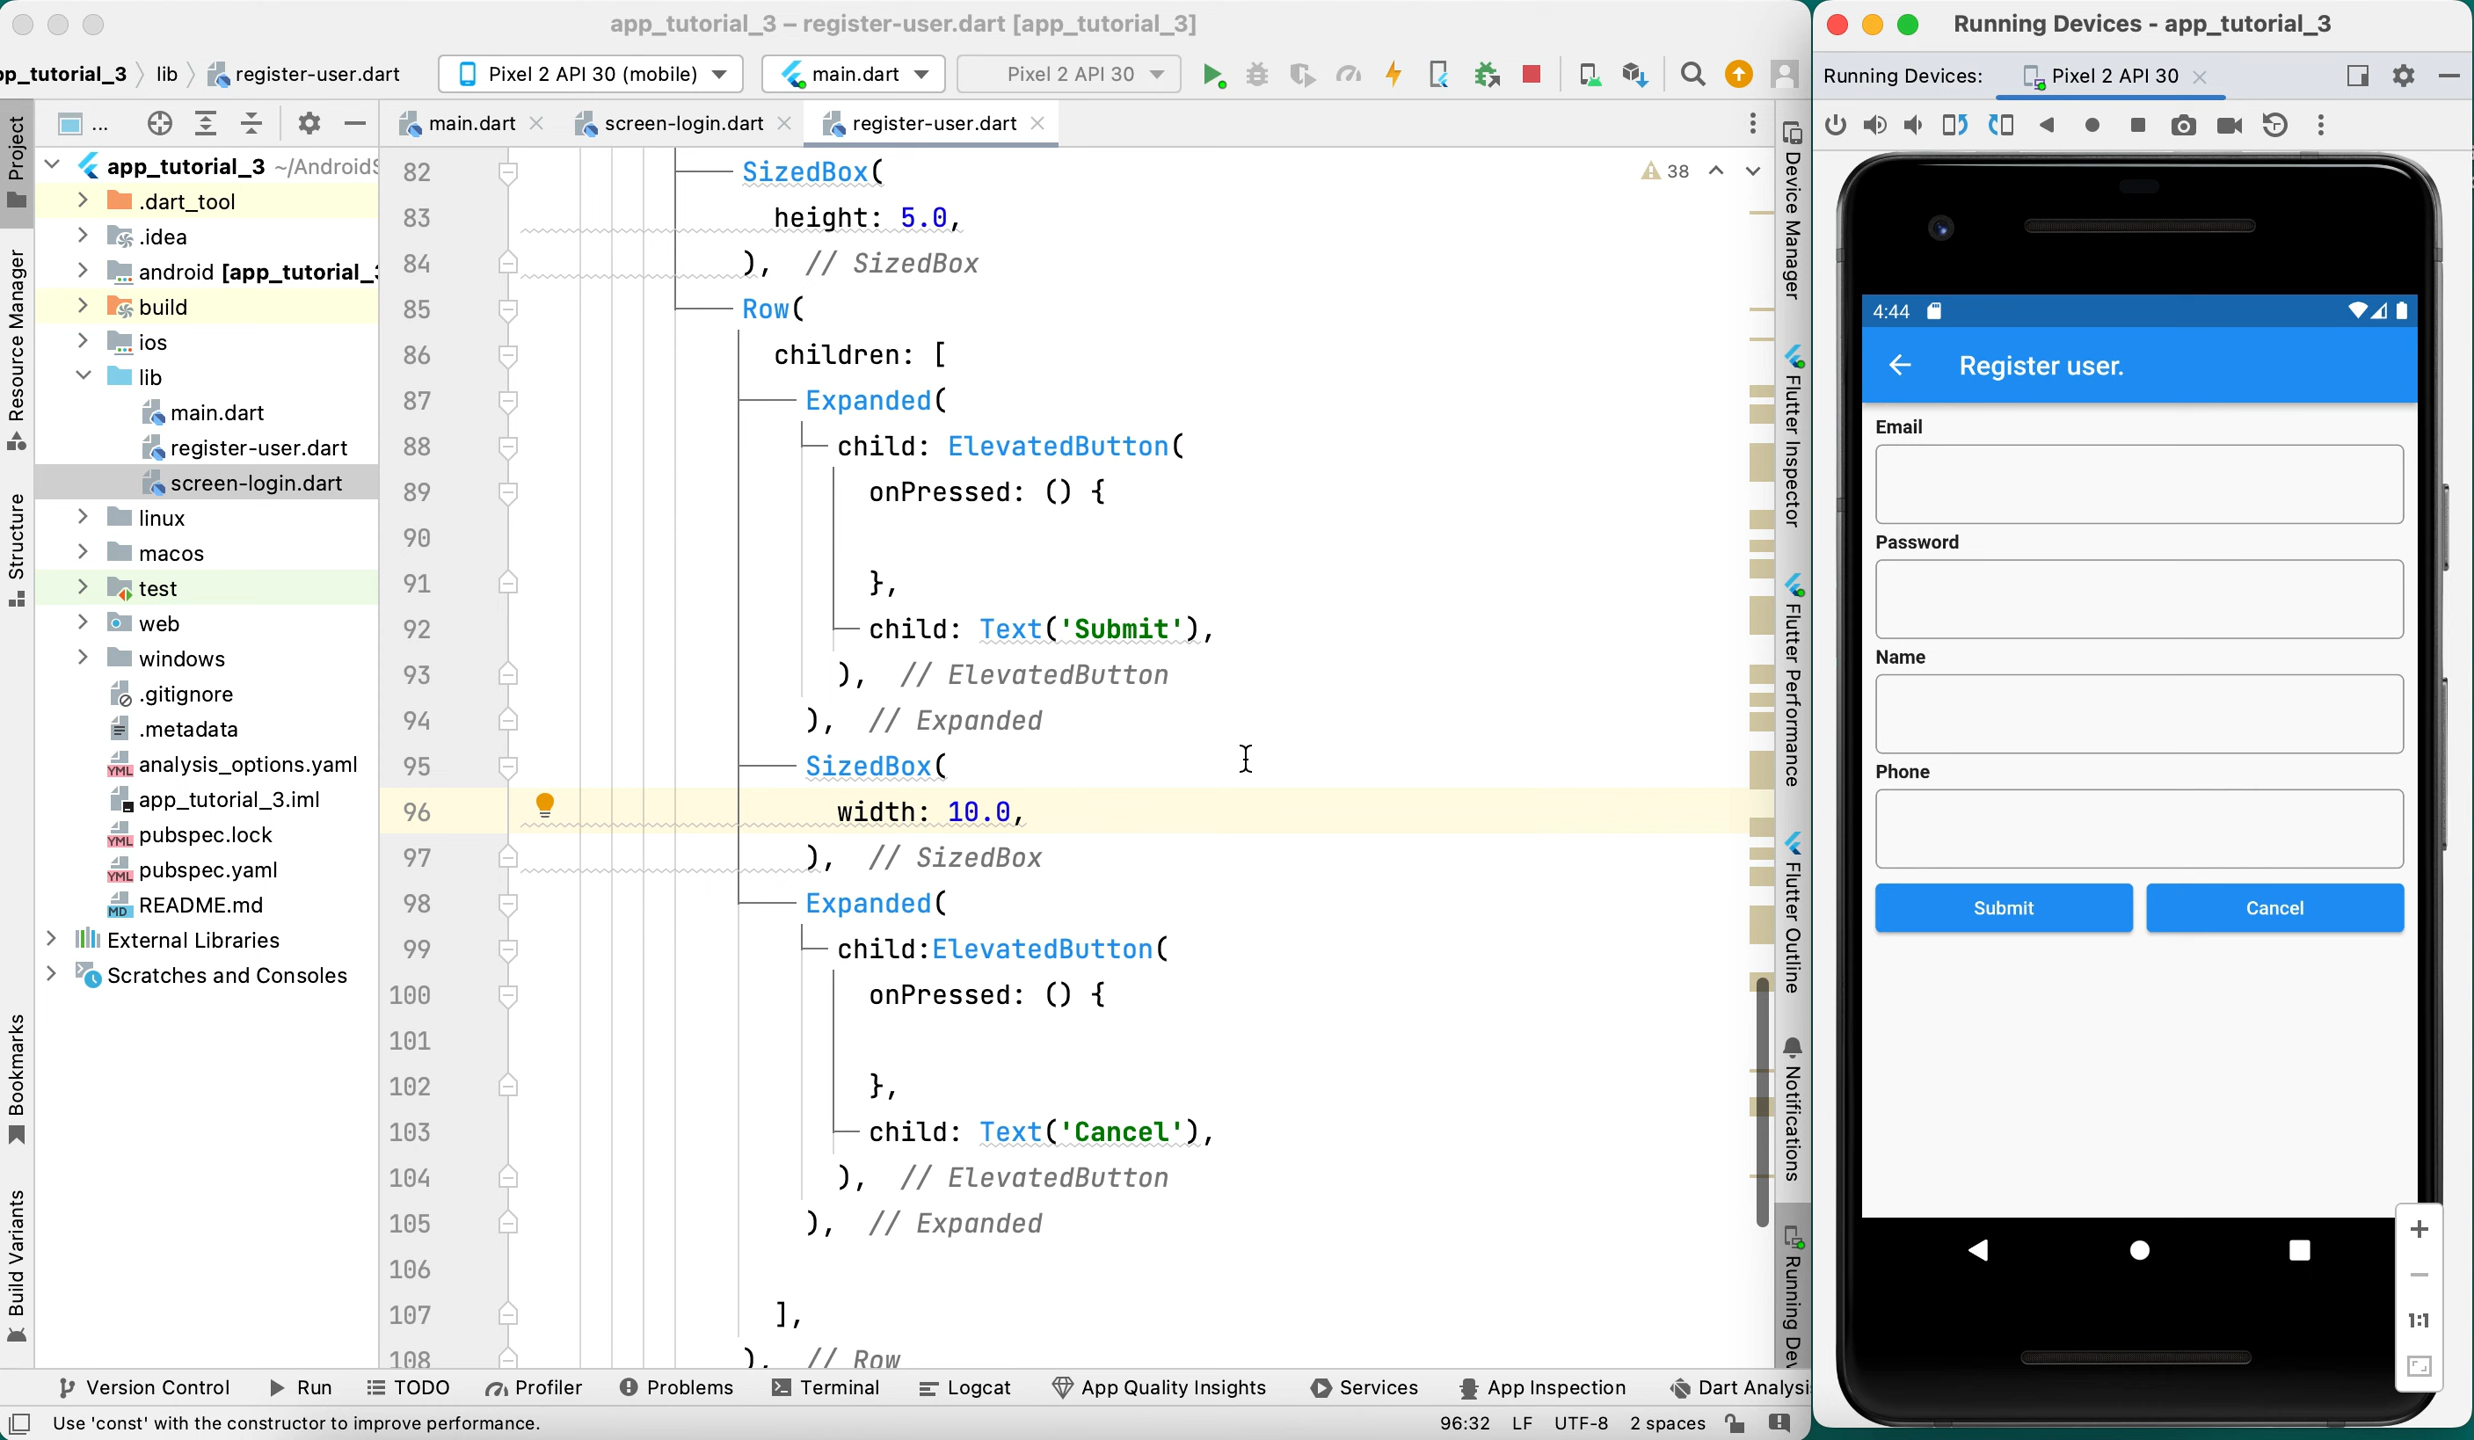 app_tutorial_3 – register-user.dart [app_tutorial_3]
pp_tutorial_3
lib
register-user.dart
Pixel 2 API 30 (mobile)
main.dart
Pixel 2 API 30
Project
Resource Manager
Structure
Bookmarks
Build Variants
...
app_tutorial_3 ~/AndroidS
.dart_tool
.idea
android [app_tutorial_3
build
ios
lib
main.dart
register-user.dart
screen-login.dart
linux
macos
test
web
windows
.gitignore
.metadata
analysis_options.yaml
app_tutorial_3.iml
pubspec.lock
pubspec.yaml
README.md
External Libraries
Scratches and Consoles
main.dart
screen-login.dart
register-user.dart
38
82 SizedBox(
83 height: 5.0,
84 ), // SizedBox
85 Row(
86 children: [
87 Expanded(
88 child: ElevatedButton(
89 onPressed: () {
90
91 },
92 child: Text('Submit'),
93 ), // ElevatedButton
94 ), // Expanded
95 SizedBox(
96 width: 10.0,
97 ), // SizedBox
98 Expanded(
99 child:ElevatedButton(
100 onPressed: () {
101
102 },
103 child: Text('Cancel'),
104 ), // ElevatedButton
105 ), // Expanded
106
107 ],
108 ), // Row
Device Manager
Flutter Inspector
Flutter Performance
Flutter Outline
Notifications
Running Dev
Version Control
Run
TODO
Profiler
Problems
Terminal
Logcat
App Quality Insights
Services
App Inspection
Dart Analysi
Use 'const' with the constructor to improve performance.
96:32
LF
UTF-8
2 spaces
Running Devices - app_tutorial_3
Running Devices:
Pixel 2 API 30
4:44
Register user.
Email
Password
Name
Phone
Submit
Cancel
1:1